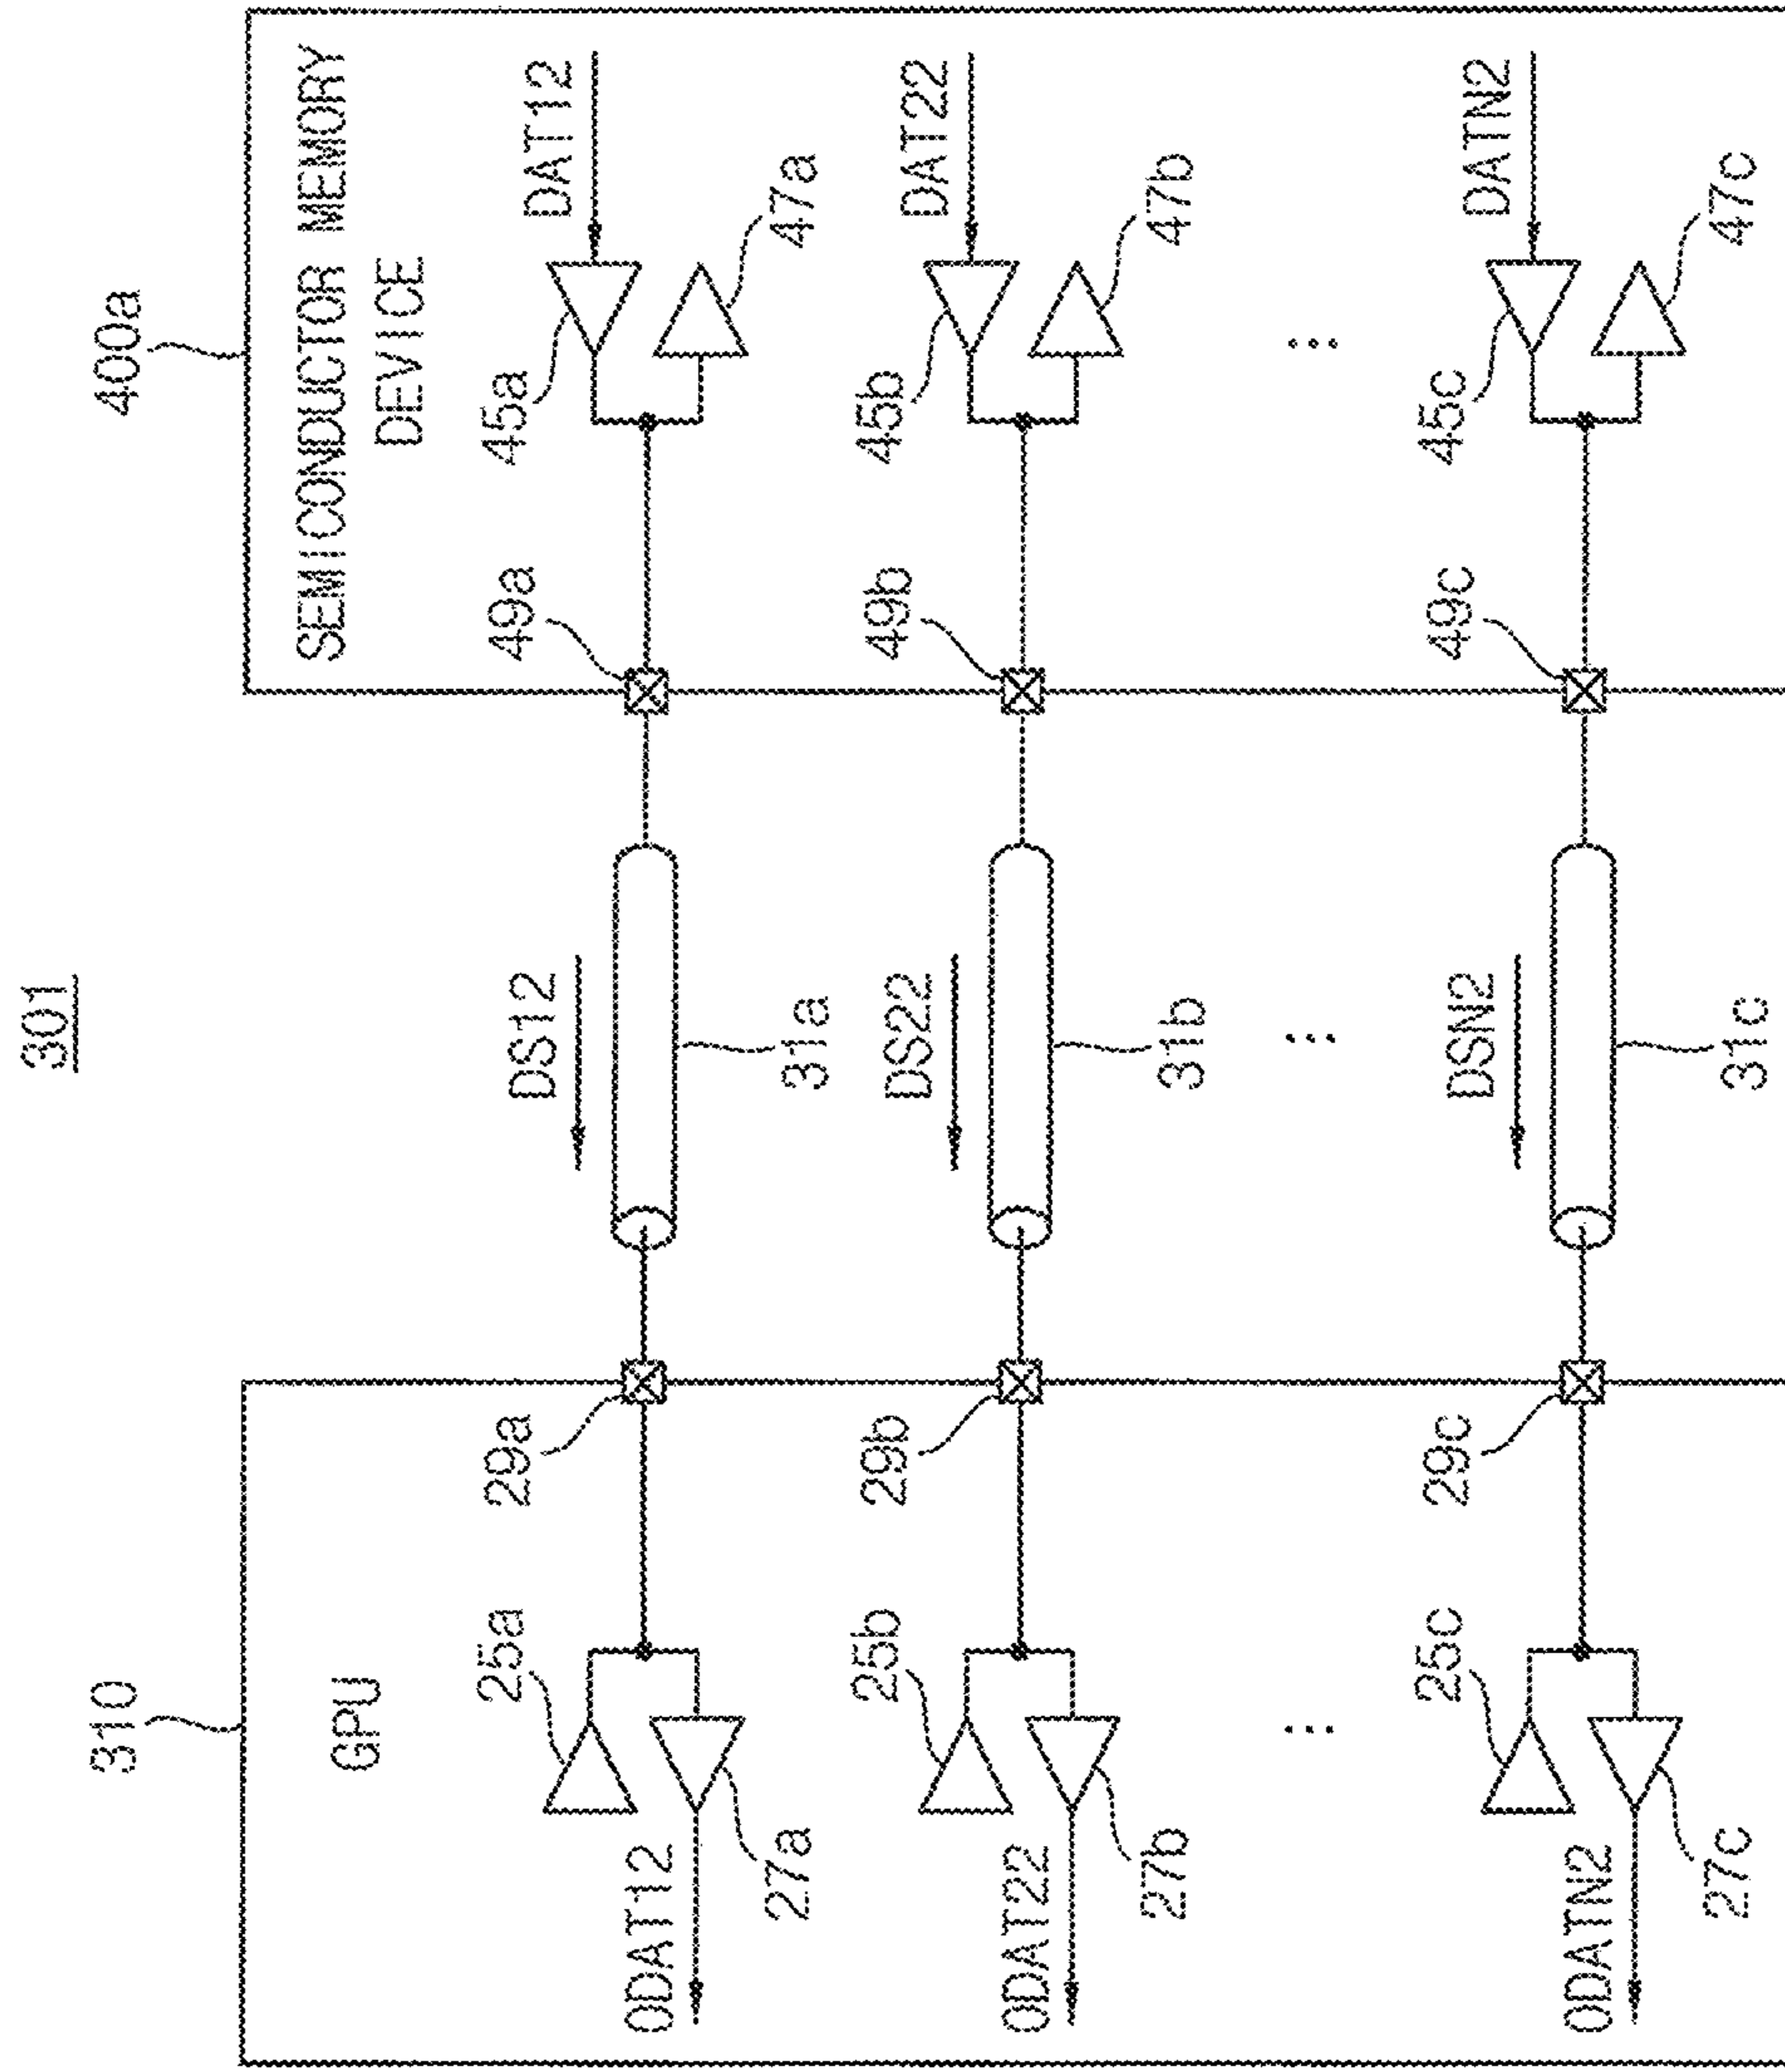 301
310
400a
GPU
SEMICONDUCTOR MEMORY
DEVICE
25a
29a
DS12
49a
45a
DAT12
ODAT12
27a
31a
47a
25b
29b
DS22
49b
45b
DAT22
ODAT22
27b
31b
47b
...
...
...
25c
29c
DSN2
49c
45c
DATN2
ODATN2
27c
31c
47c